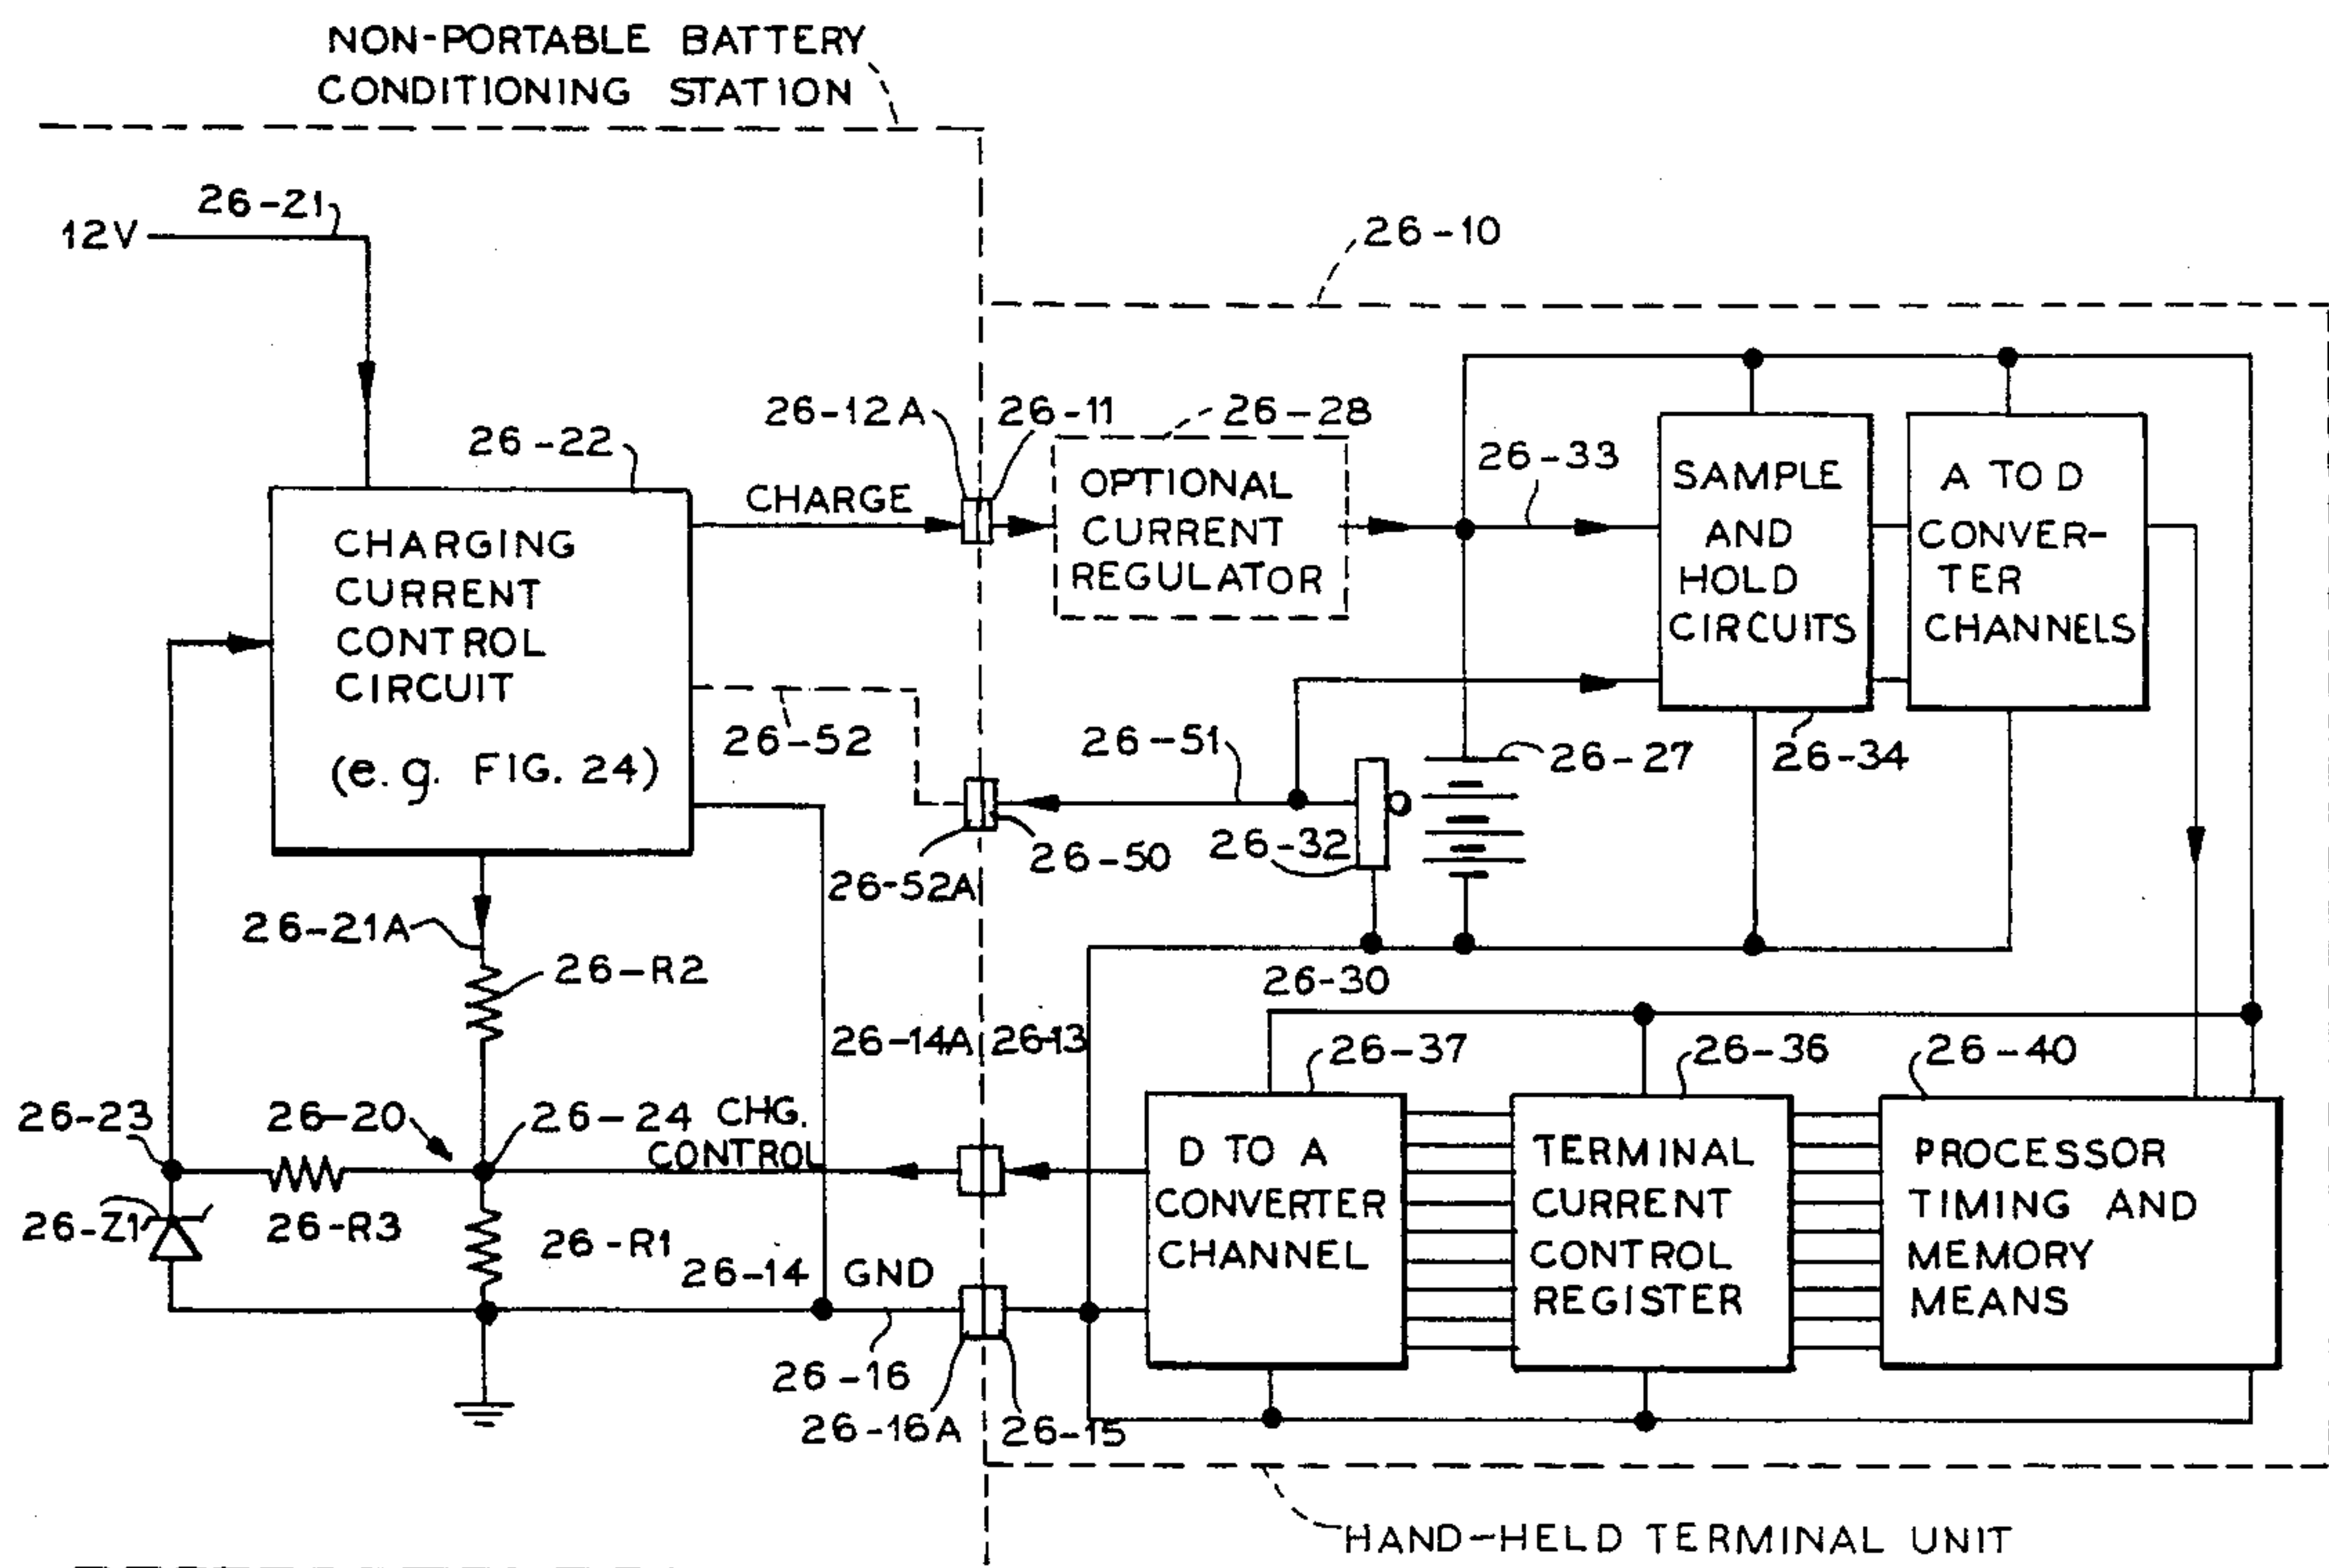 NON-PORTABLE BATTERY
CONDITIONING STATION
26-21
12V
26-10
26-12A
26-11
26-28
26-22
CHARGE
OPTIONAL
CURRENT
REGULATOR
26-33
SAMPLE
AND
HOLD
CIRCUITS
A TO D
CONVER-
TER
CHANNELS
CHARGING
CURRENT
CONTROL
CIRCUIT
(e.g. FIG. 24)
26-52
26-51
26-27
26-34
26-52A
26-50
26-32
26-21A
26-R2
26-30
26-14A
26-13
26-37
26-36
26-40
26-23
26-20
26-24
CHG.
CONTROL
D TO A
CONVERTER
CHANNEL
TERMINAL
CURRENT
CONTROL
REGISTER
PROCESSOR
TIMING AND
MEMORY
MEANS
26-Z1
26-R3
26-R1
26-14
GND
26-16
26-16A
26-15
HAND-HELD TERMINAL UNIT